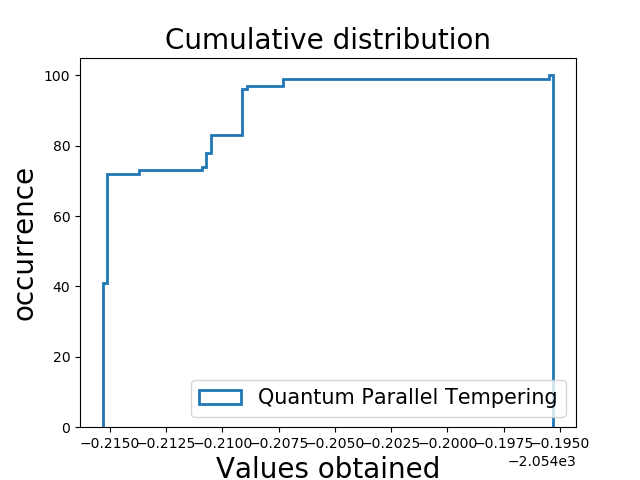 Cumulative distribution
occurrence
100
80
60
40
20
0
Quantum Parallel Tempering
−0.2150 −0.2125 −0.2100 −0.2075 −0.2050 −0.2025 −0.2000 −0.1975 −0.1950
−2.054e3
Values obtained